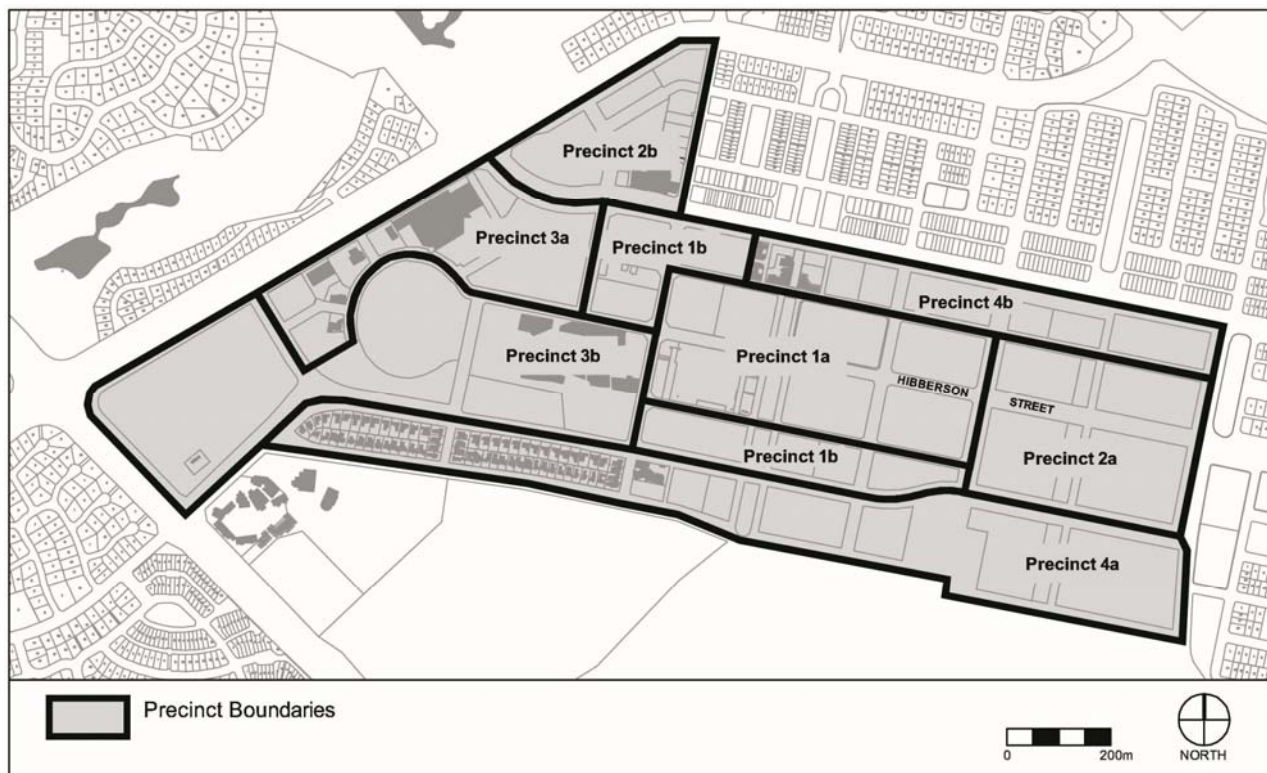 Precinct 2b
Precinct 3a
Precinct 1b
Precinct 4b
Precinct 3b
Precinct 1a
HIBBERSON
STREET
Precinct 1b
Precinct 2a
Precinct 4a
Precinct Boundaries
0
200m
NORTH